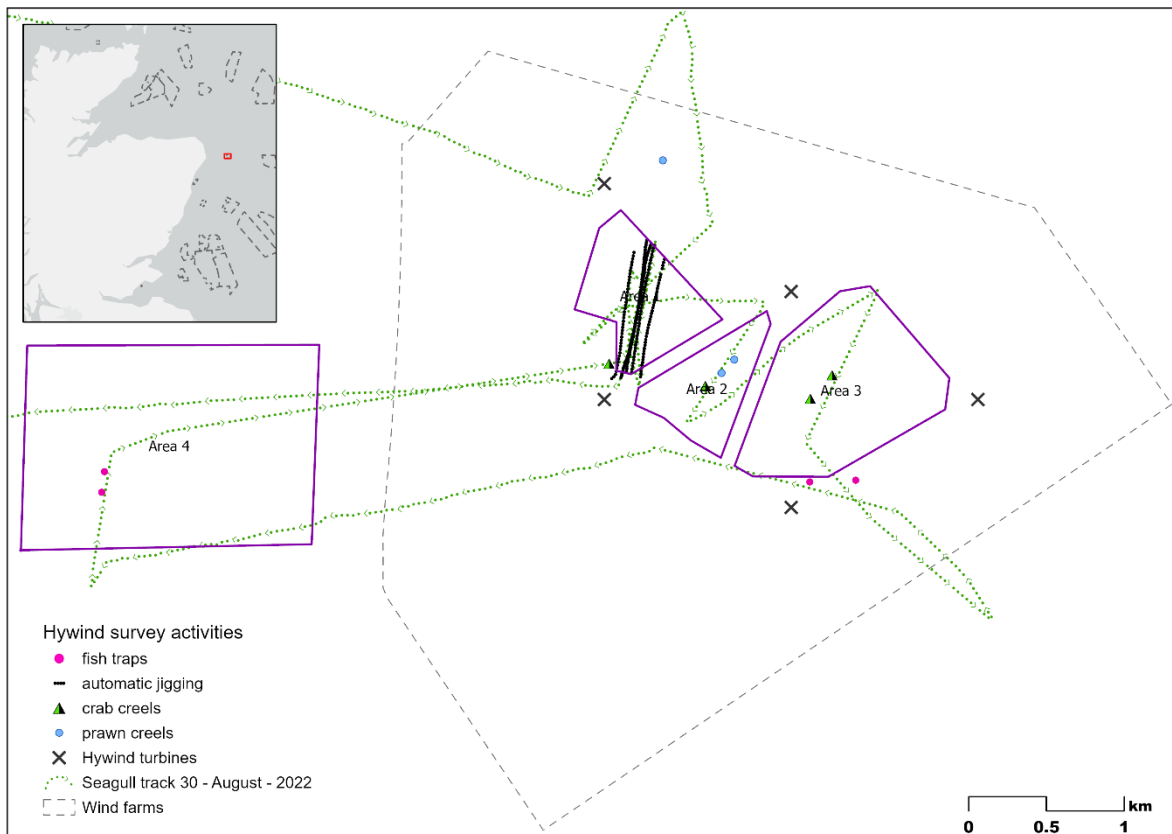 Area
Area 2
Area 3
Area 4
Hywind survey activities
fish traps
automatic jigging
crab creels
prawn creels
Hywind turbines
Seagull track 30 - August - 2022
Wind farms
km
0 0.5 1